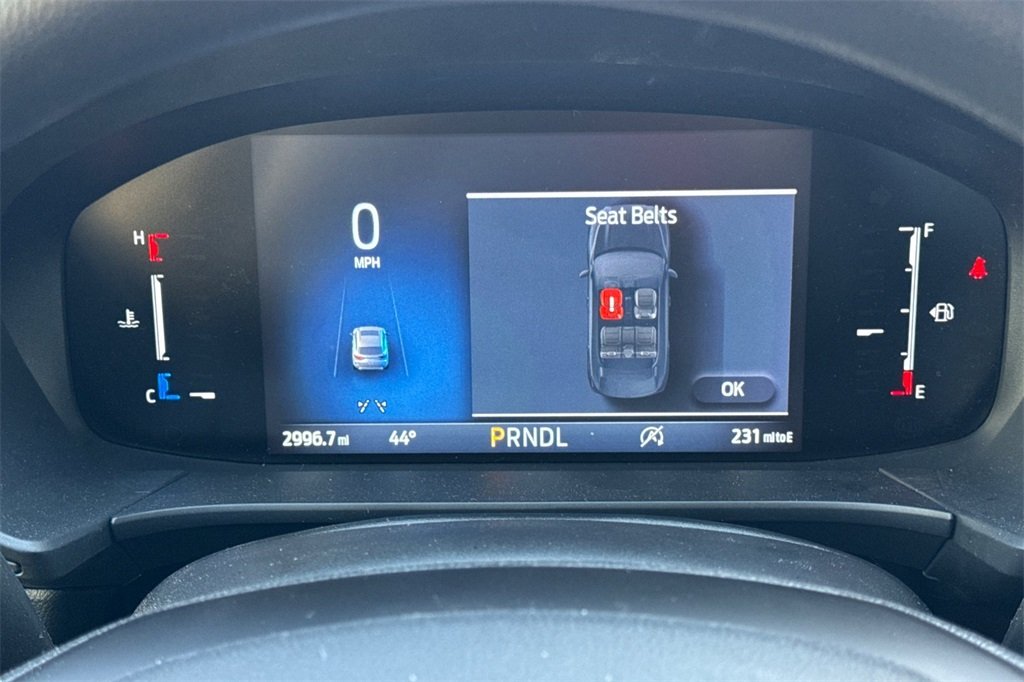 0
MPH
Seat Belts
H
F
C
E
OK
2996.7 mi 44° PRNDL 231 mi to E